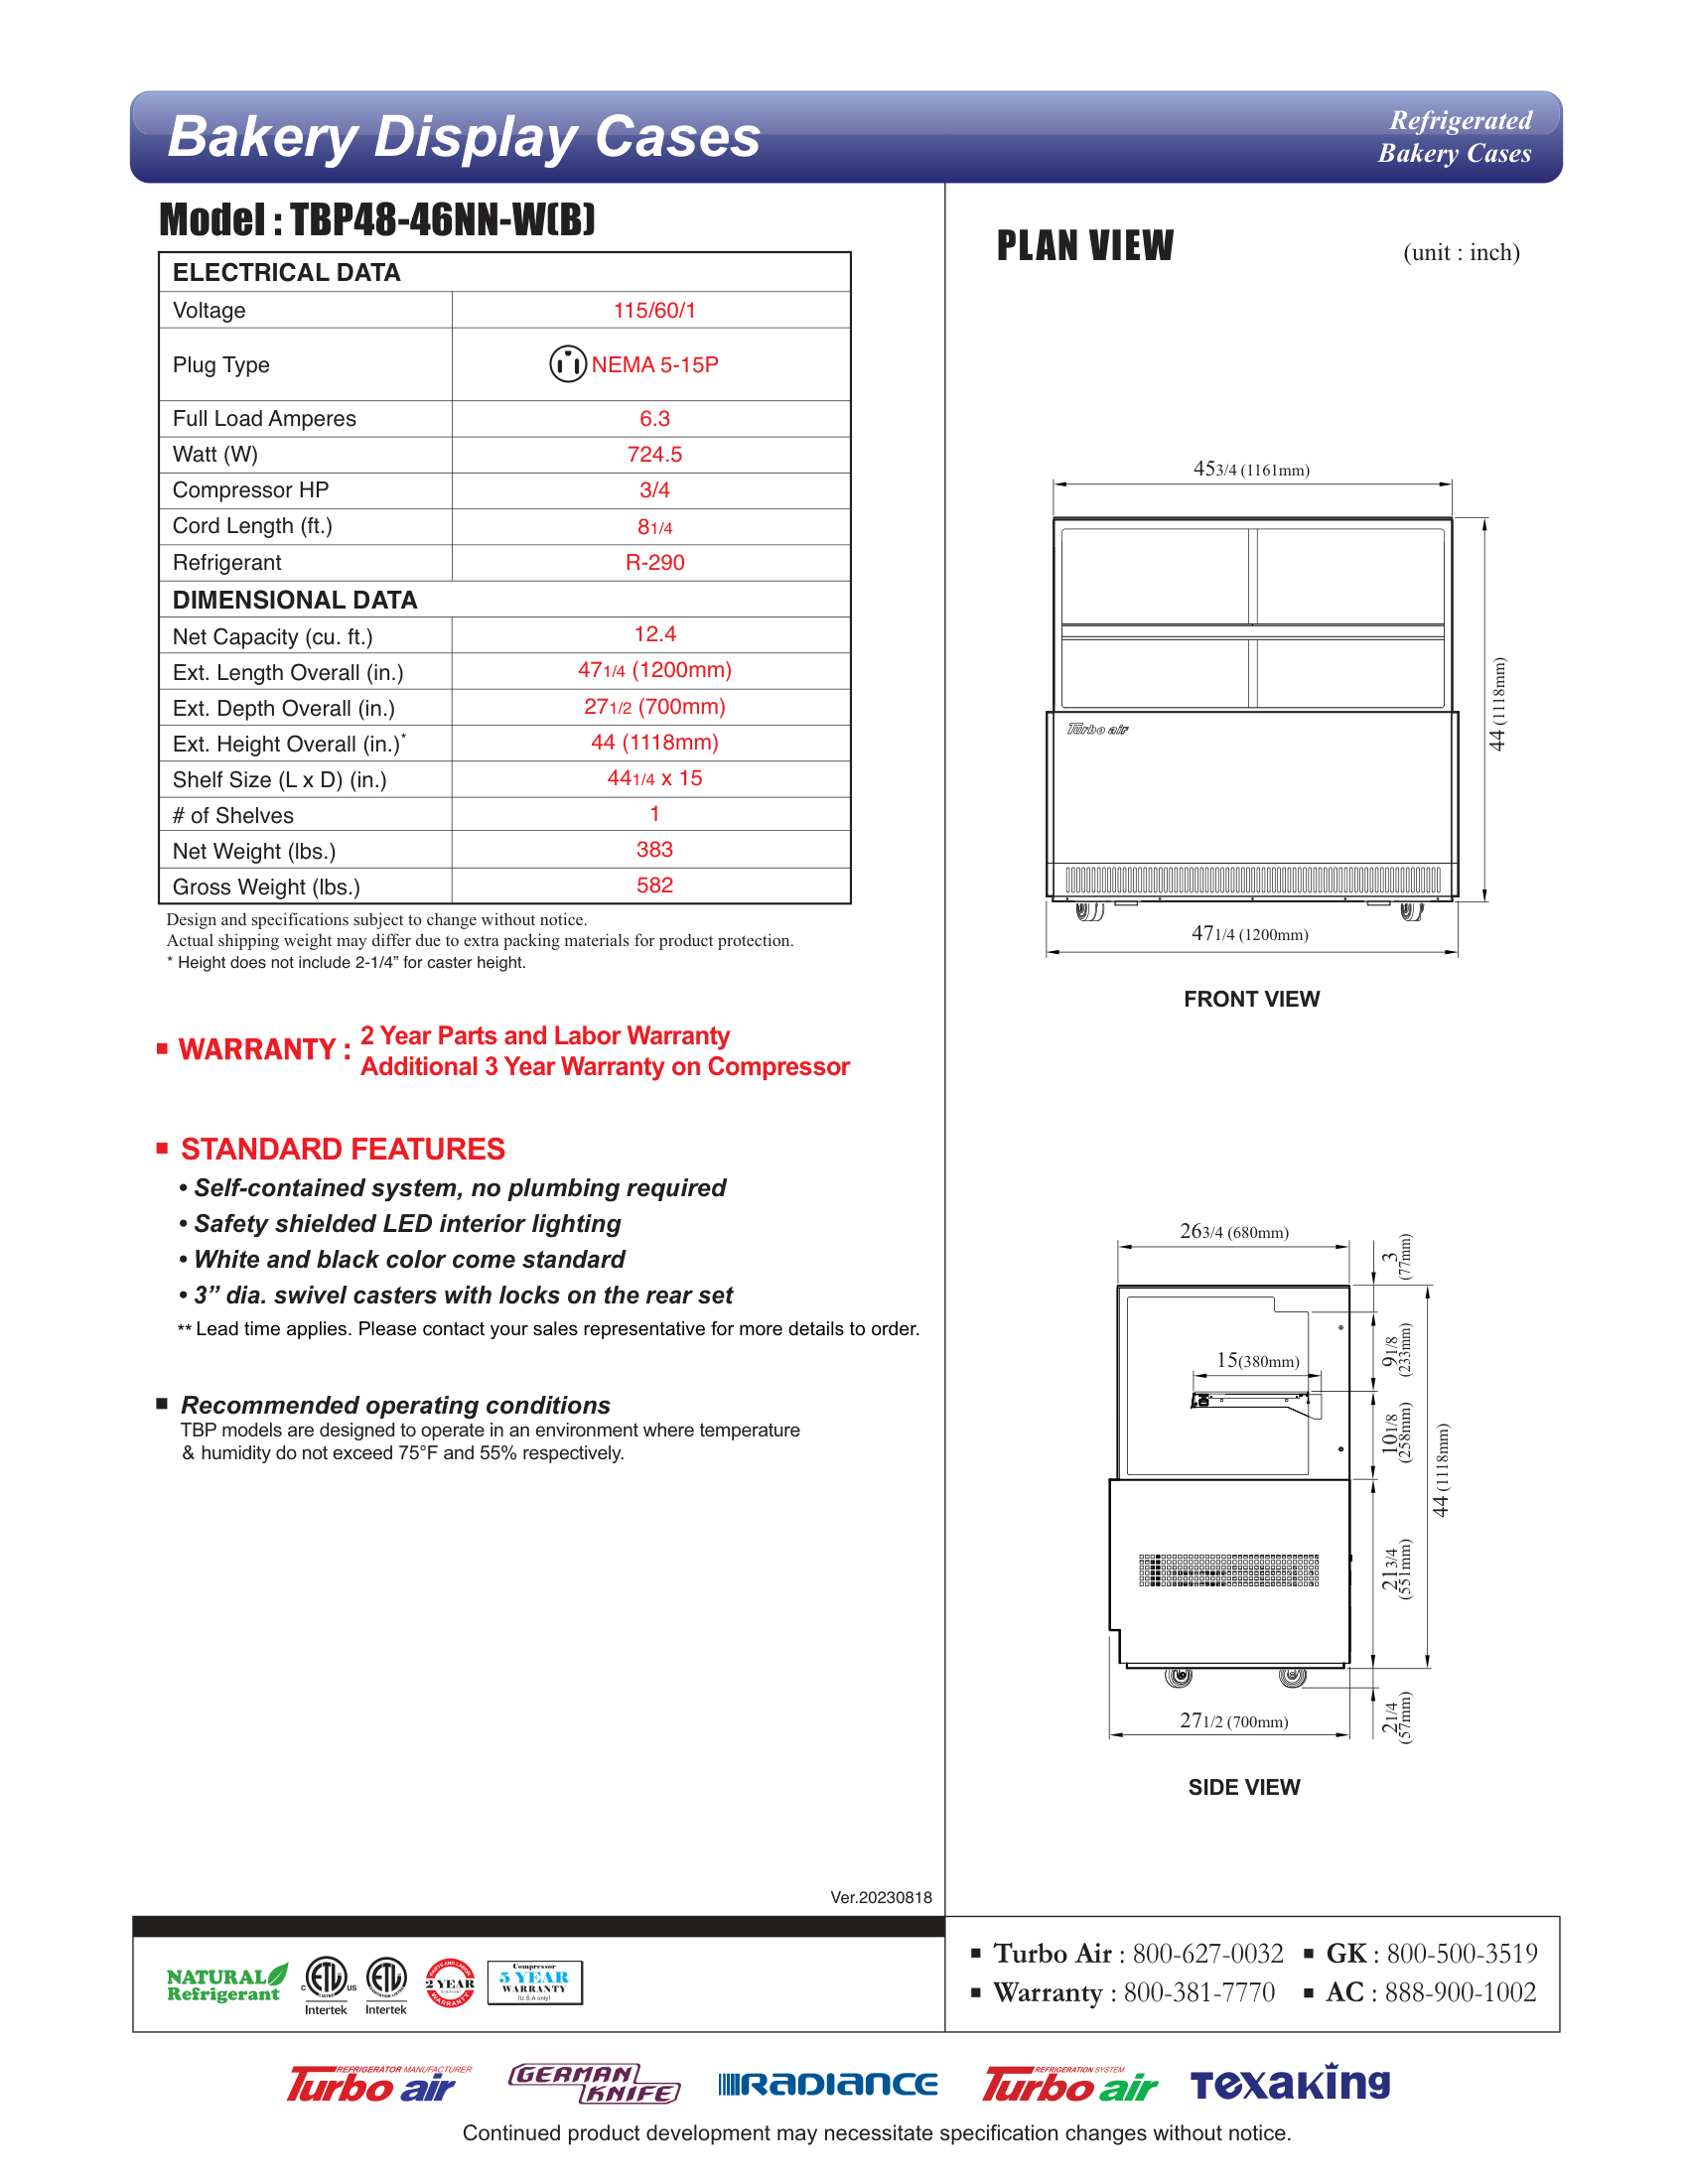 Bakery Display Cases
Refrigerated
Bakery Cases
Model : TBP48-46NN-W(B)
ELECTRICAL DATA
Voltage 115/60/1
Plug Type NEMA 5-15P
Full Load Amperes 6.3
Watt (W) 724.5
Compressor HP 3/4
Cord Length (ft.) 81/4
Refrigerant R-290
DIMENSIONAL DATA
Net Capacity (cu. ft.) 12.4
Ext. Length Overall (in.) 471/4 (1200mm)
Ext. Depth Overall (in.) 271/2 (700mm)
Ext. Height Overall (in.)* 44 (1118mm)
Shelf Size (L x D) (in.) 441/4 x 15
# of Shelves 1
Net Weight (lbs.) 383
Gross Weight (lbs.) 582
Design and specifications subject to change without notice.
Actual shipping weight may differ due to extra packing materials for product protection.
* Height does not include 2-1/4” for caster height.
■ WARRANTY : 2 Year Parts and Labor Warranty
Additional 3 Year Warranty on Compressor
■ STANDARD FEATURES
• Self-contained system, no plumbing required
• Safety shielded LED interior lighting
• White and black color come standard
• 3” dia. swivel casters with locks on the rear set
** Lead time applies. Please contact your sales representative for more details to order.
■ Recommended operating conditions
TBP models are designed to operate in an environment where temperature
& humidity do not exceed 75°F and 55% respectively.
Ver.20230818
PLAN VIEW
(unit : inch)
453/4 (1161mm)
44 (1118mm)
Turbo air
471/4 (1200mm)
FRONT VIEW
263/4 (680mm)
3
(77mm)
91/8
(233mm)
15(380mm)
101/8
(258mm)
44 (1118mm)
213/4
(551mm)
21/4
(57mm)
271/2 (700mm)
SIDE VIEW
NATURAL
Refrigerant
C ETL US
LISTED
Intertek
ETL
Intertek
PARTS AND LABOR
2 YEAR
WARRANTY
Compressor
5 YEAR
WARRANTY
(U.S.A only)
■ Turbo Air : 800-627-0032 ■ GK : 800-500-3519
■ Warranty : 800-381-7770 ■ AC : 888-900-1002
REFRIGERATOR MANUFACTURER
Turbo air
GERMAN
KNIFE
RADIANCE
REFRIGERATION SYSTEM
Turbo air
TEXAKING
Continued product development may necessitate specification changes without notice.